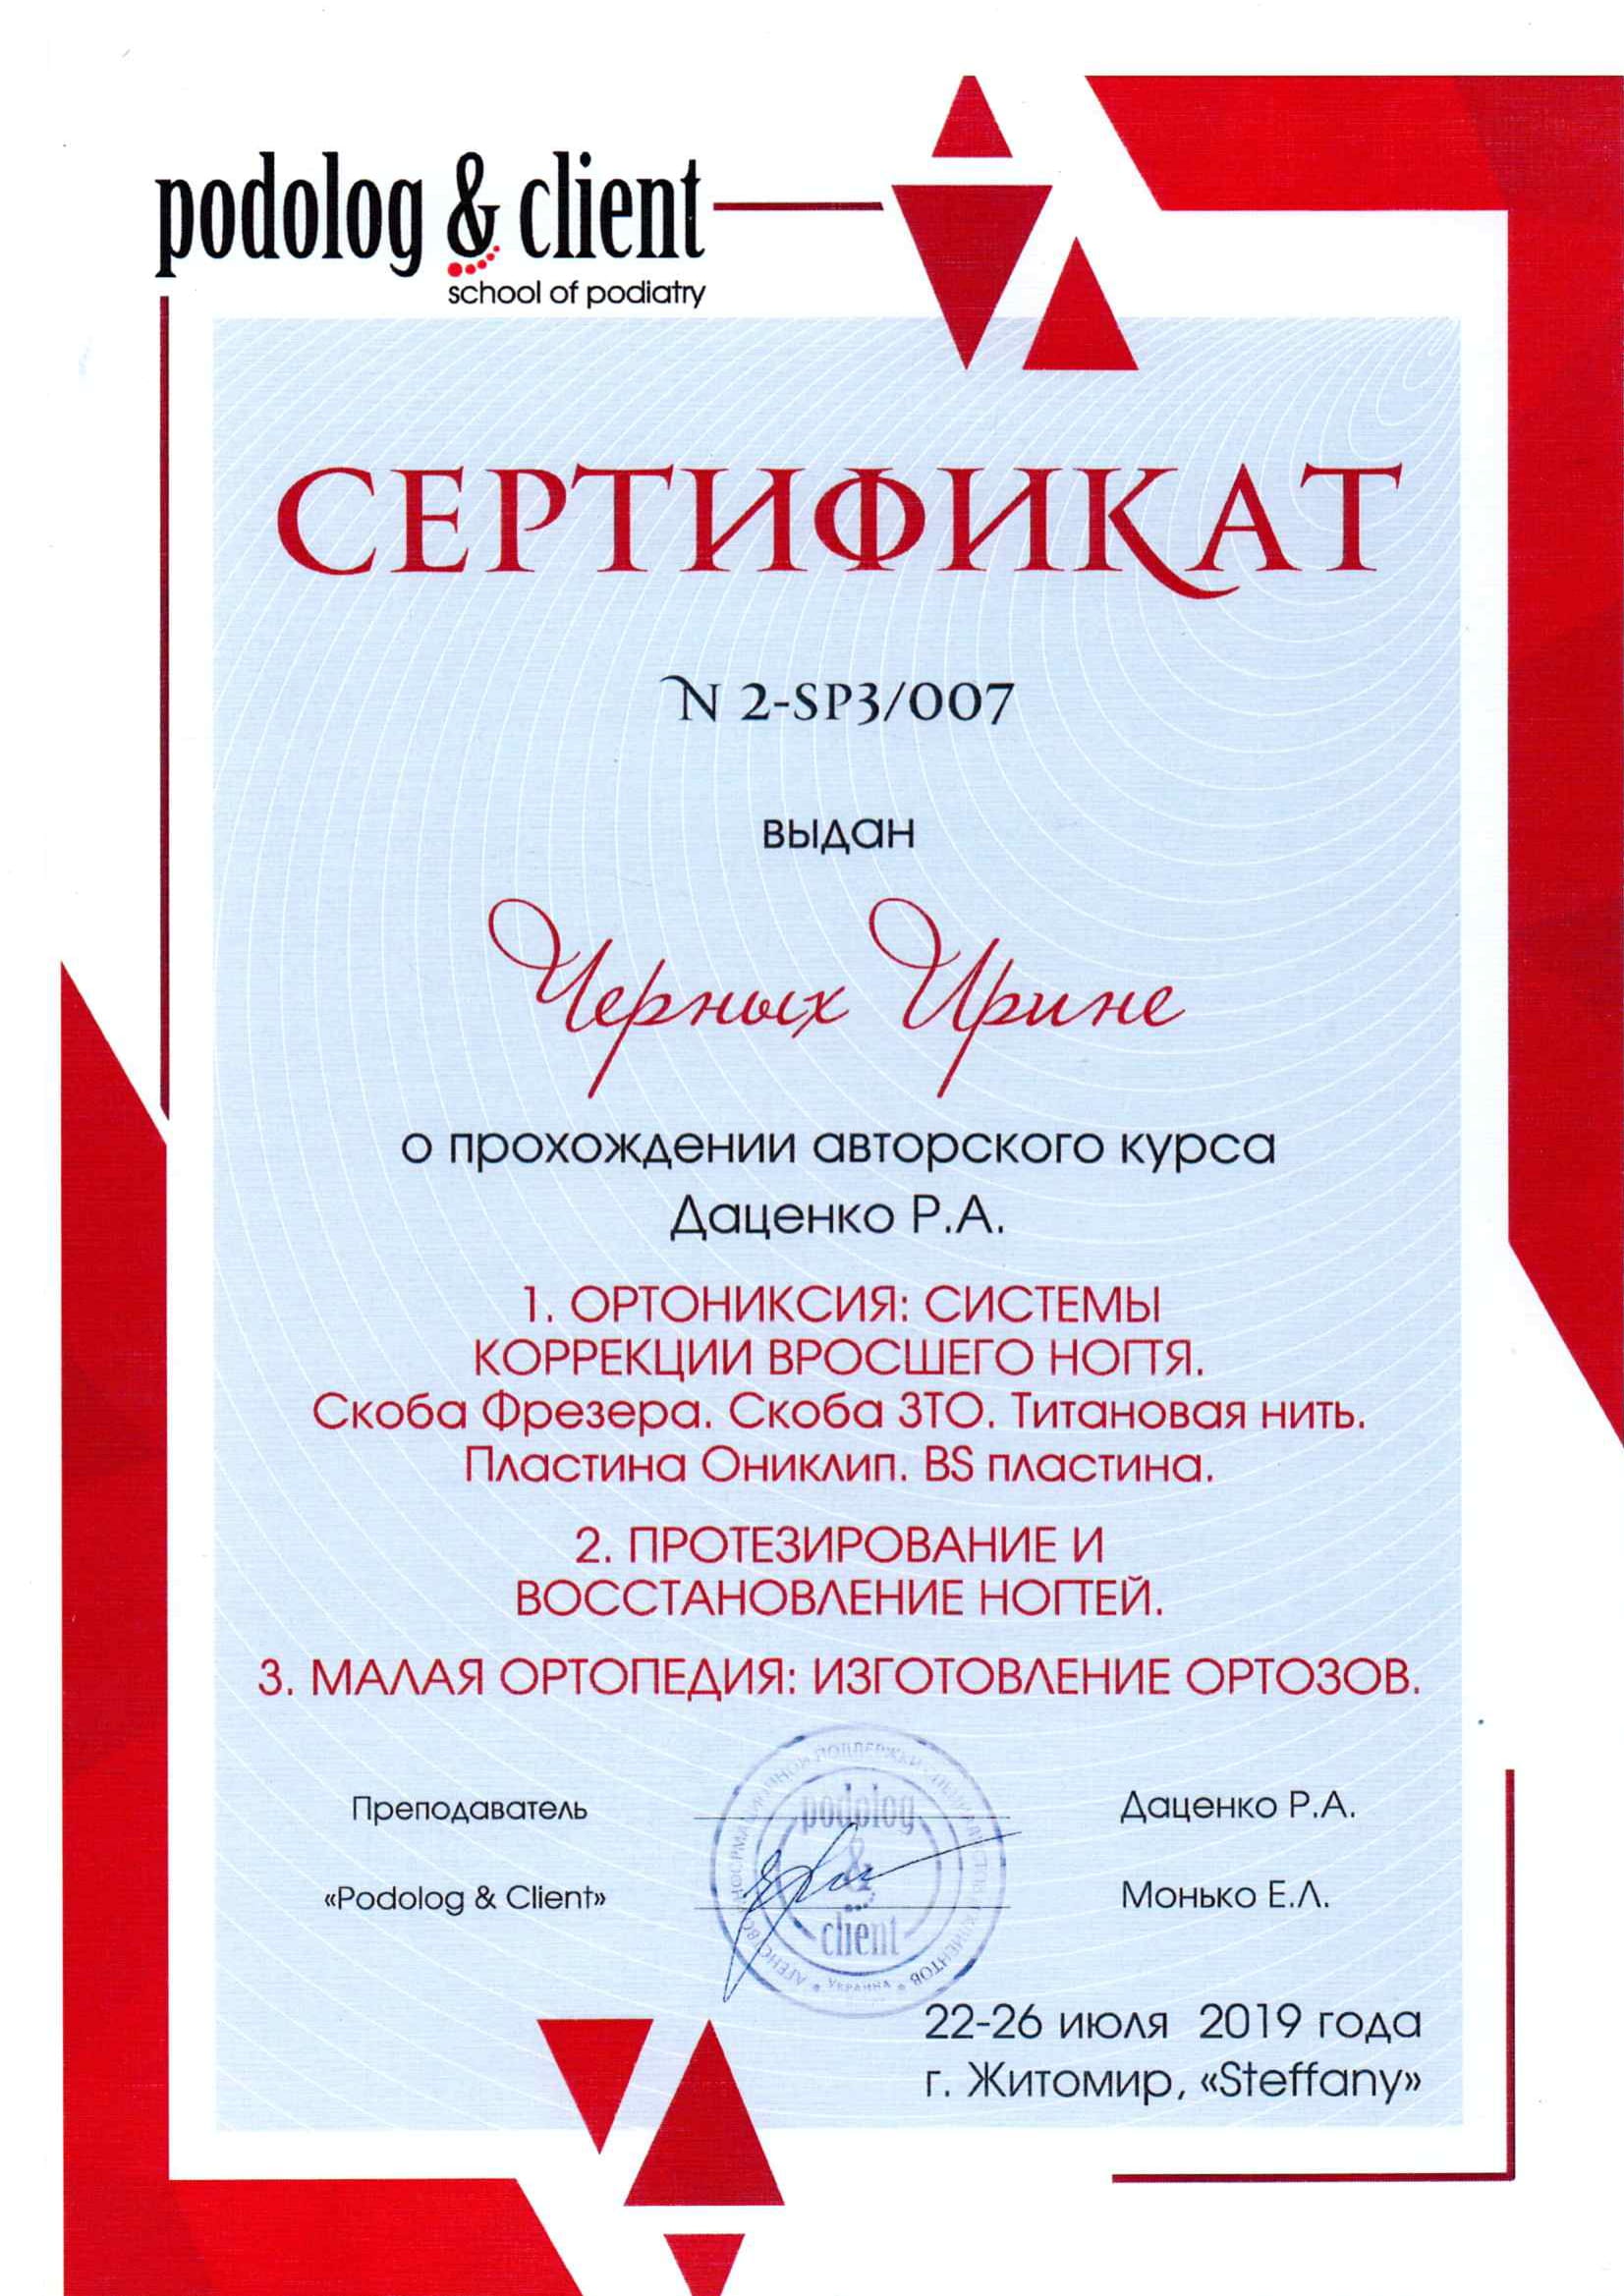 podolog & client
school of podiatry
СЕРТИФИКАТ
N 2-SP3/007
выдан
Черных Ирине
о прохождении авторского курса
Даценко Р.А.
1. ОРТОНИКСИЯ: СИСТЕМЫ
КОРРЕКЦИИ ВРОСШЕГО НОГТЯ.
Скоба Фрезера. Скоба 3ТО. Титановая нить.
Пластина Ониклип. BS пластина.
2. ПРОТЕЗИРОВАНИЕ И
ВОССТАНОВЛЕНИЕ НОГТЕЙ.
3. МАЛАЯ ОРТОПЕДИЯ: ИЗГОТОВЛЕНИЕ ОРТОЗОВ.
Преподаватель
Даценко Р.А.
«Podolog & Client»
Монько Е.Л.
podolog
&
client
УКРАИНА
22-26 июля 2019 года
г. Житомир, «Steffany»